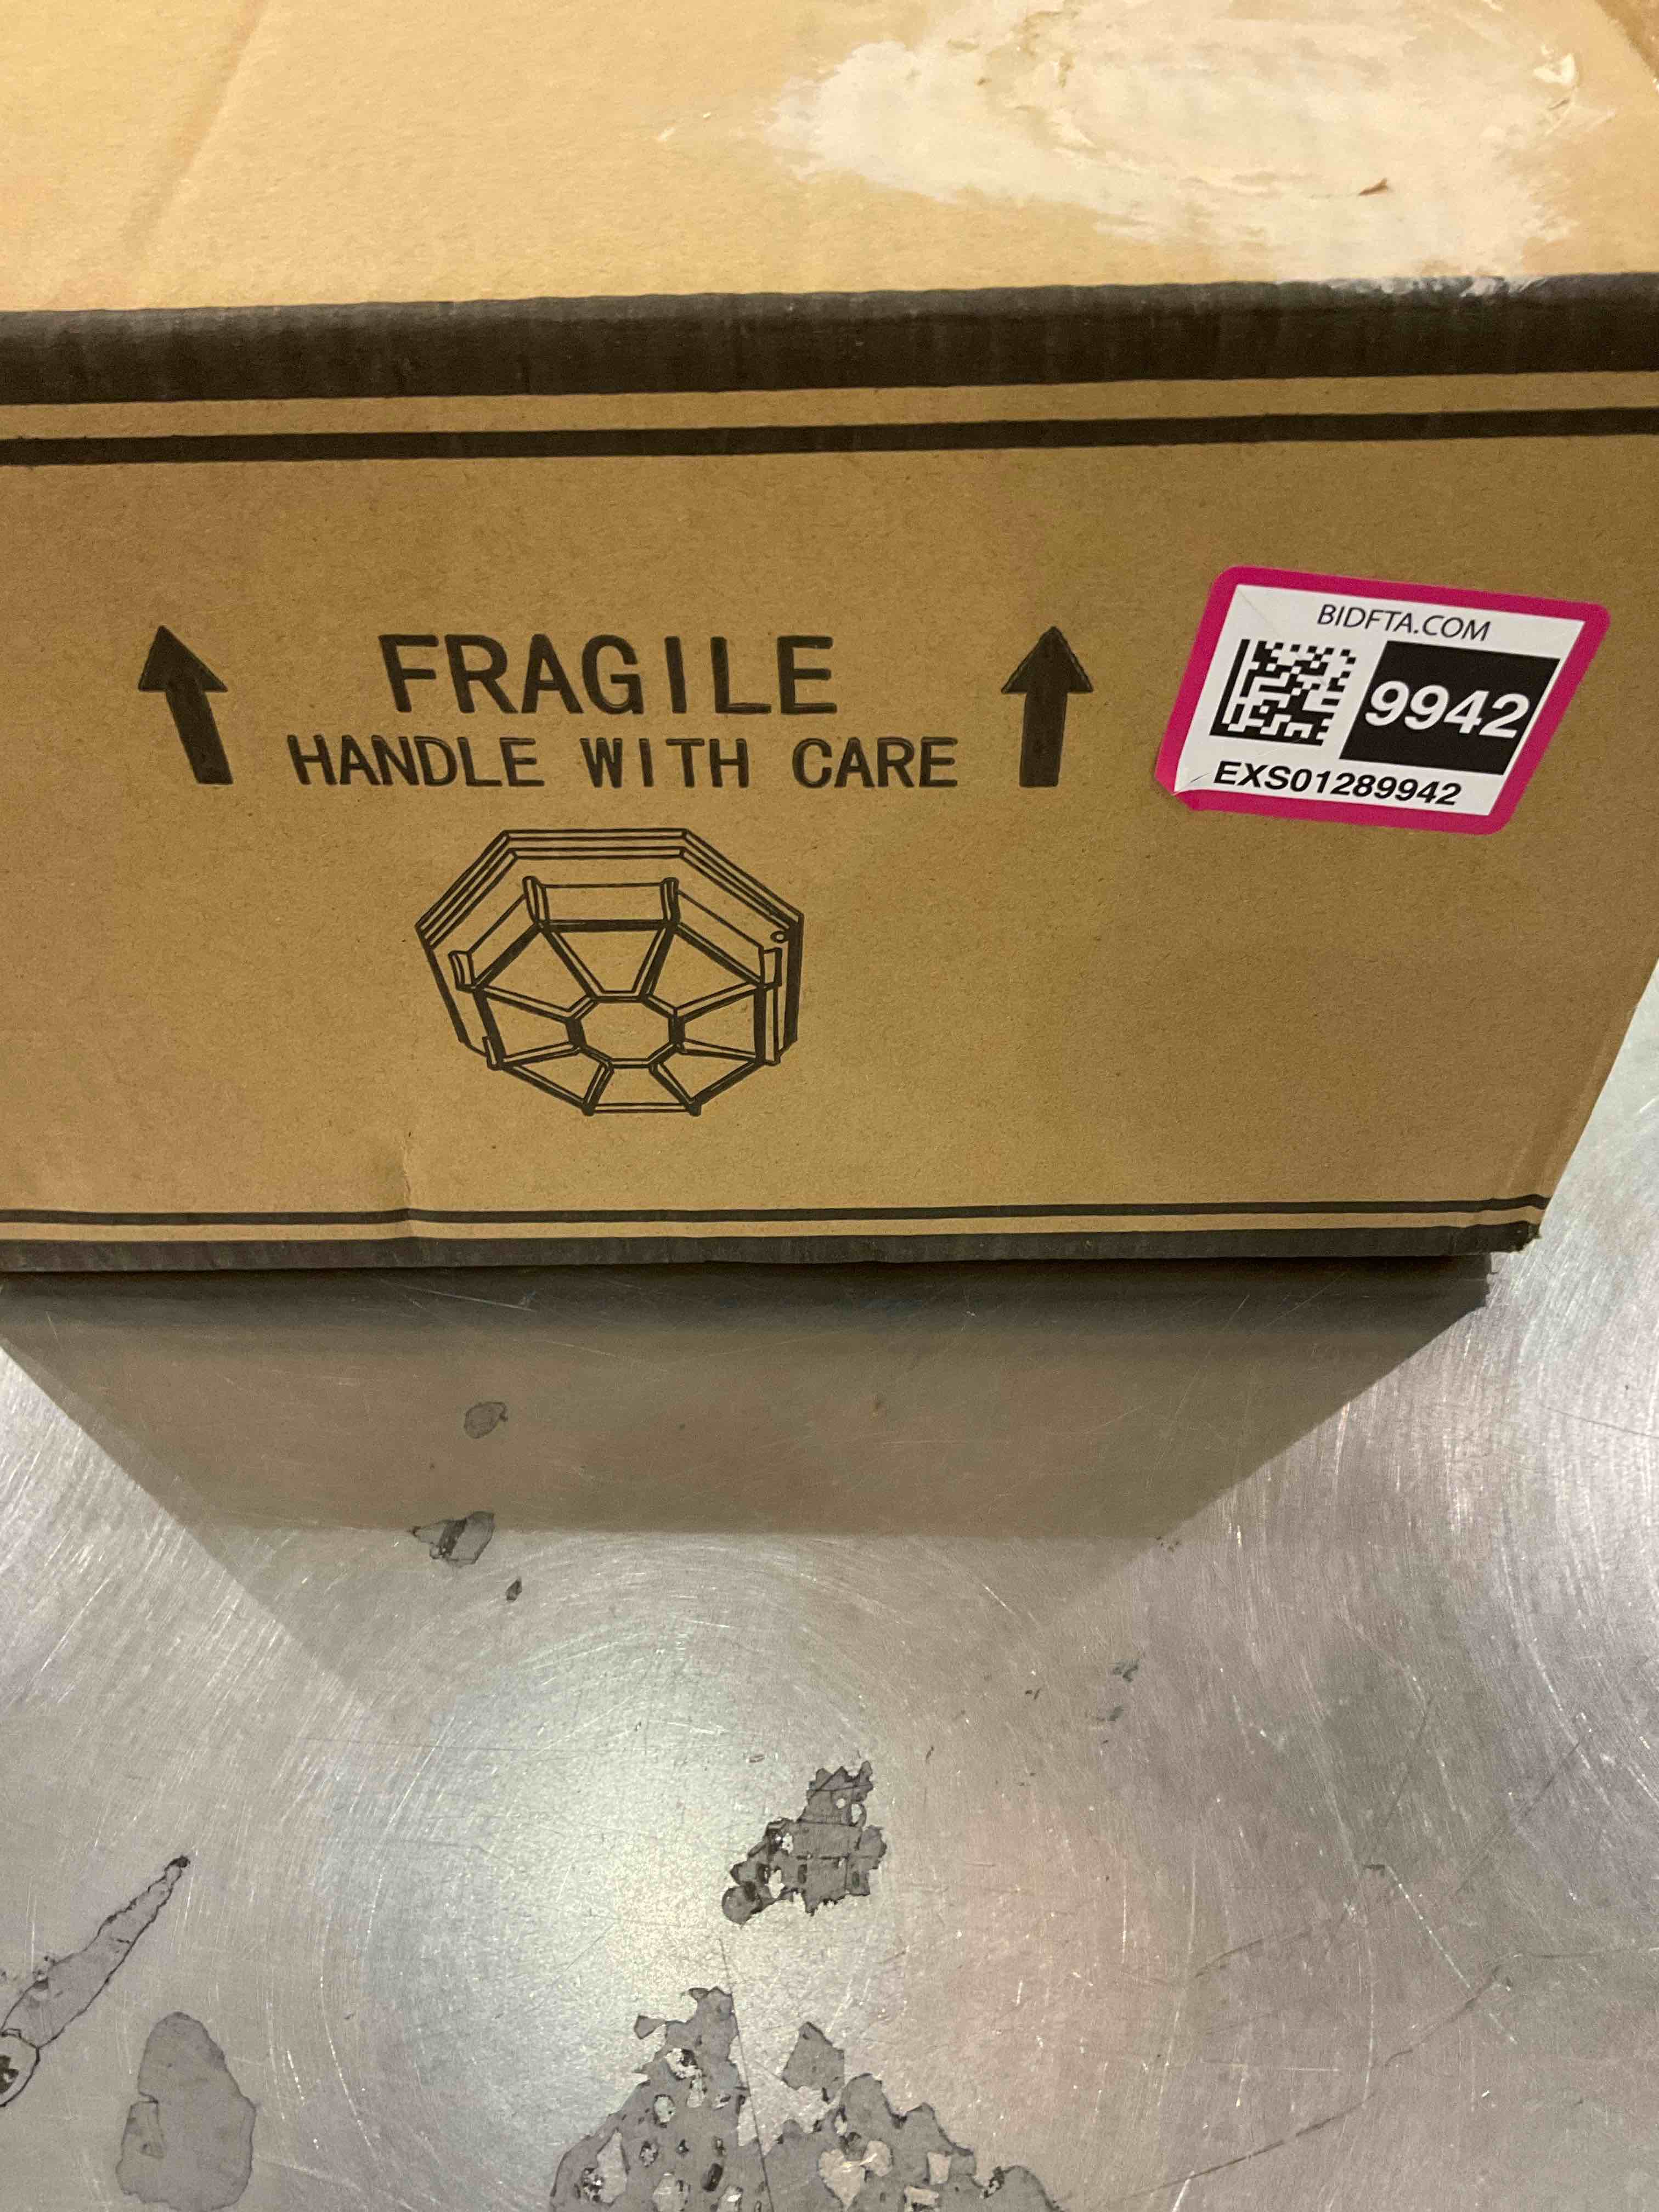 FRAGILE
HANDLE WITH CARE
BIDFTA.COM
9942
EXS01289942